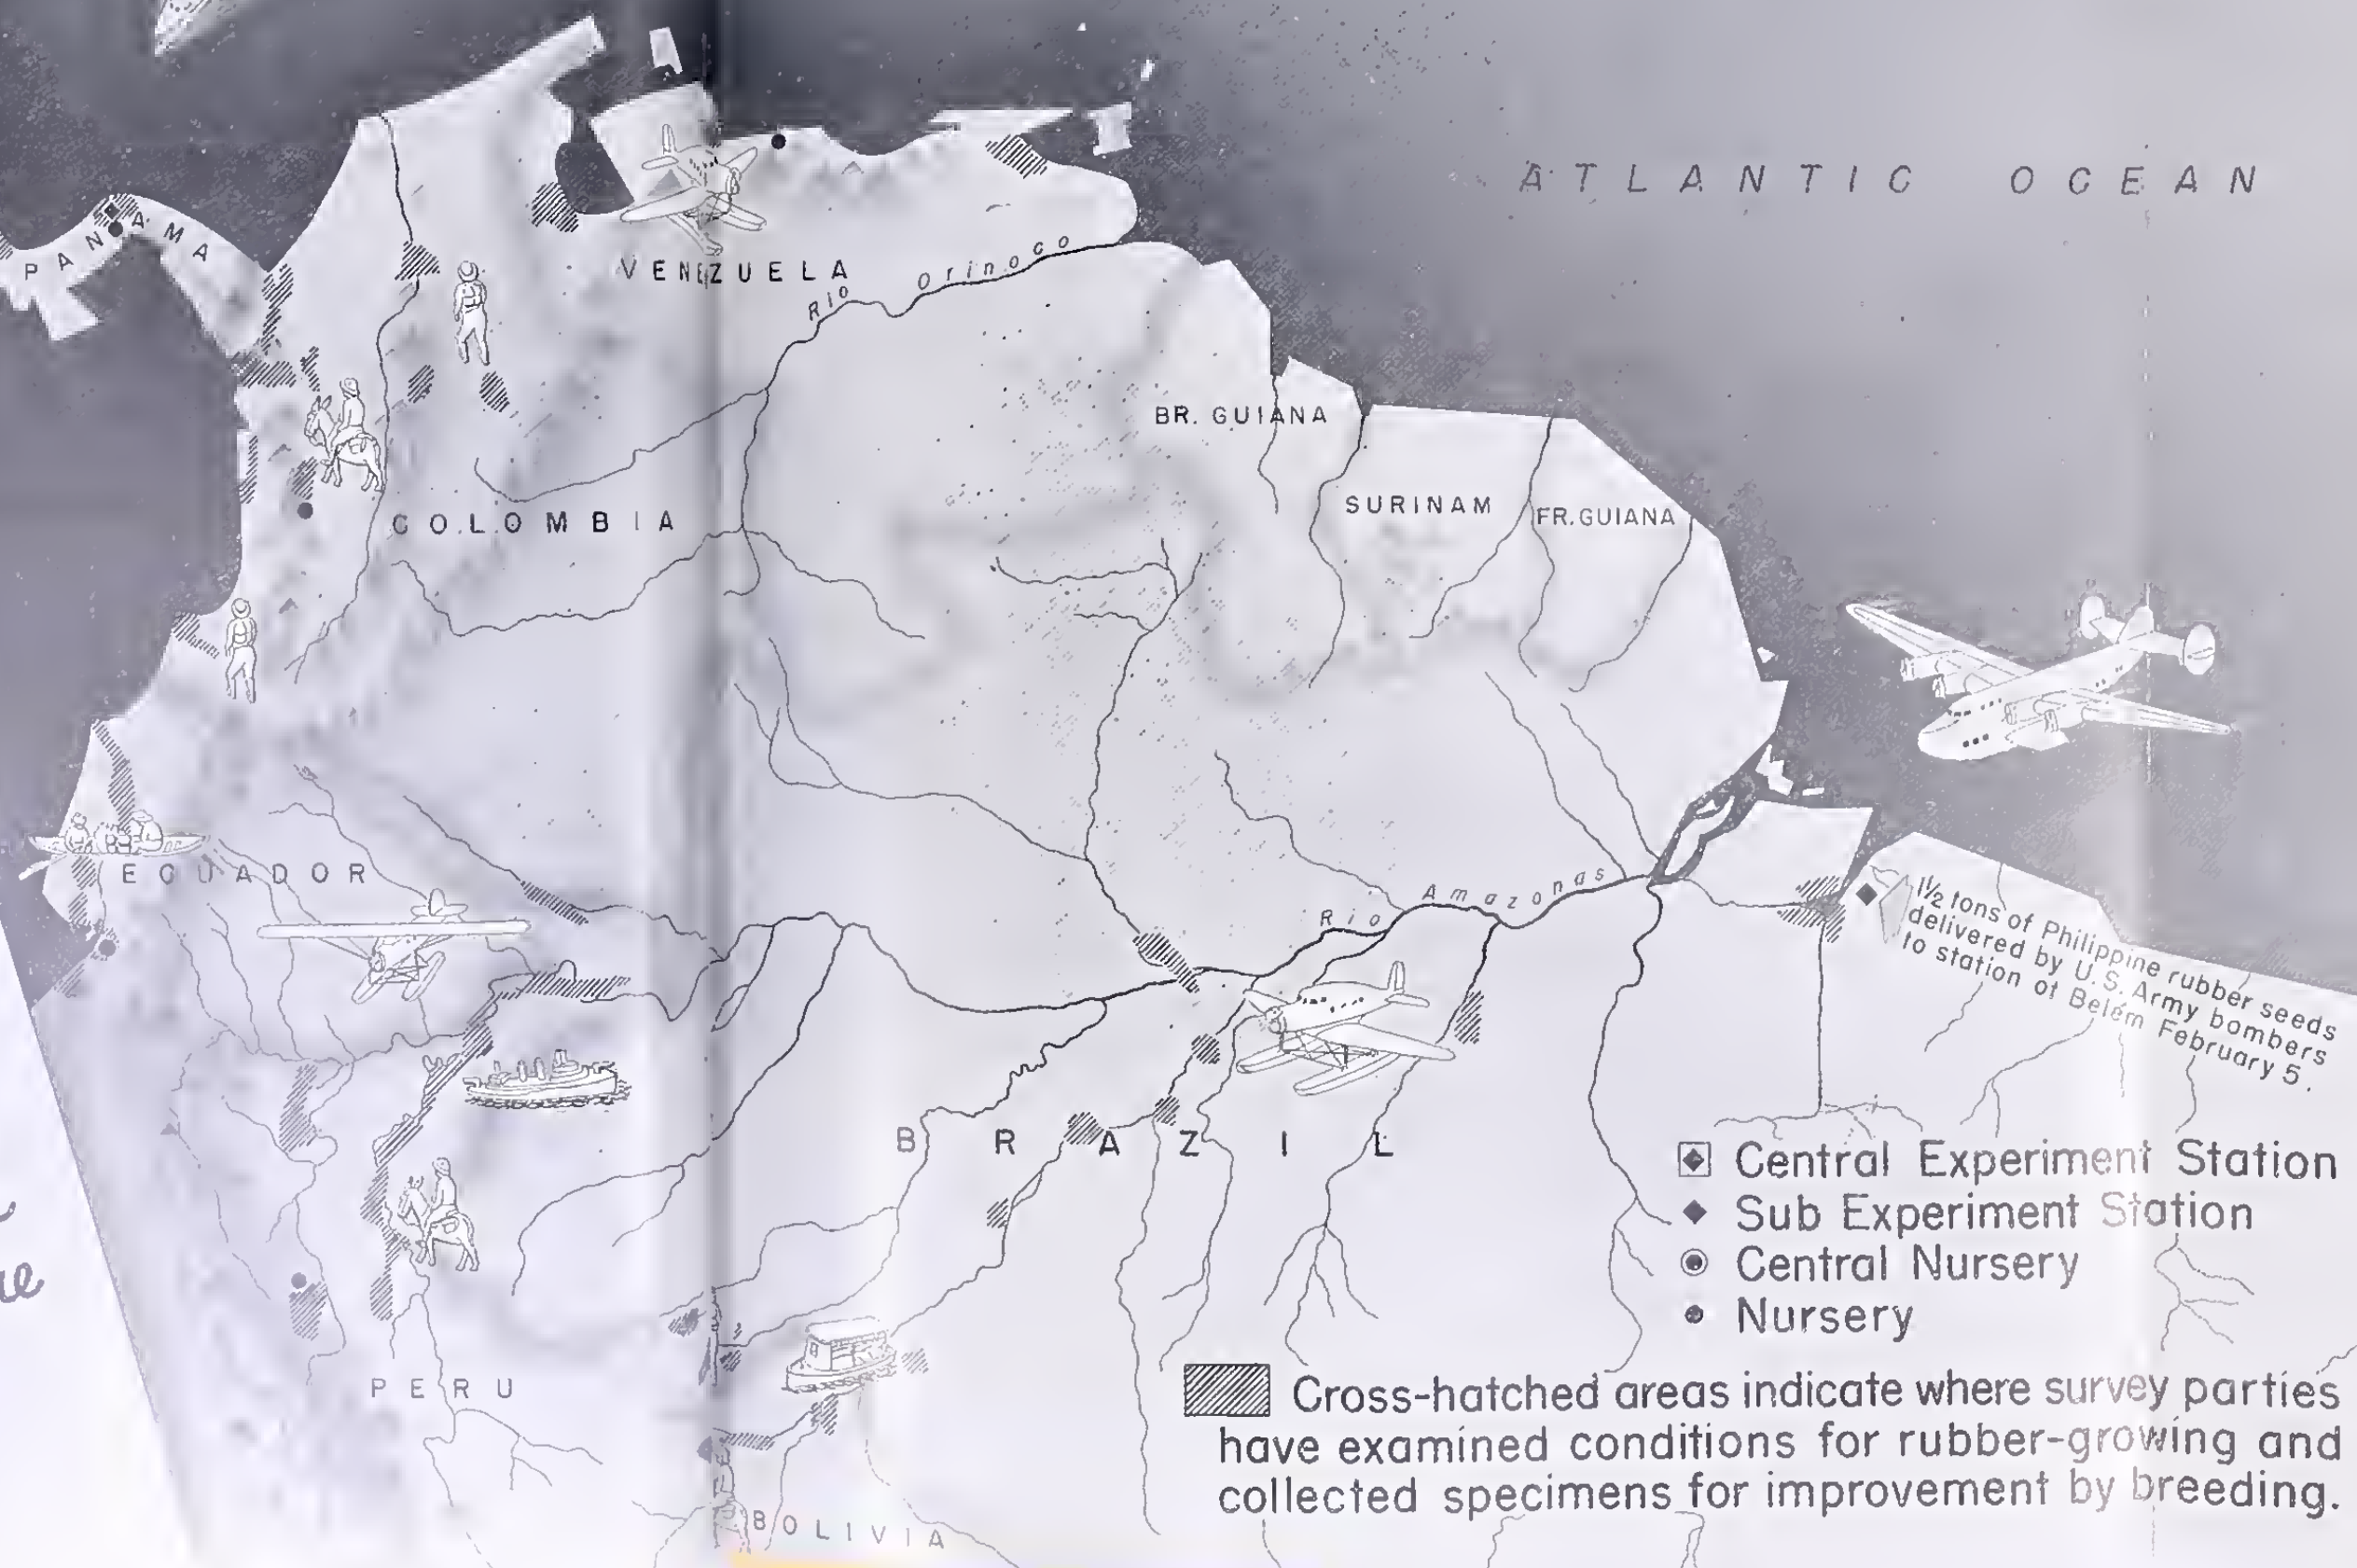 ATLANTIC OCEAN
PANAMA
VENEZUELA
Rio Orinoco
BR. GUIANA
SURINAM
FR. GUIANA
COLOMBIA
ECUADOR
Rio Amazonas
1½ tons of Philippine rubber seeds
delivered by U.S. Army bombers
to station of Belém February 5.
BRAZIL
PERU
BOLIVIA
Central Experiment Station
Sub Experiment Station
Central Nursery
Nursery
Cross-hatched areas indicate where survey parties
have examined conditions for rubber-growing and
collected specimens for improvement by breeding.